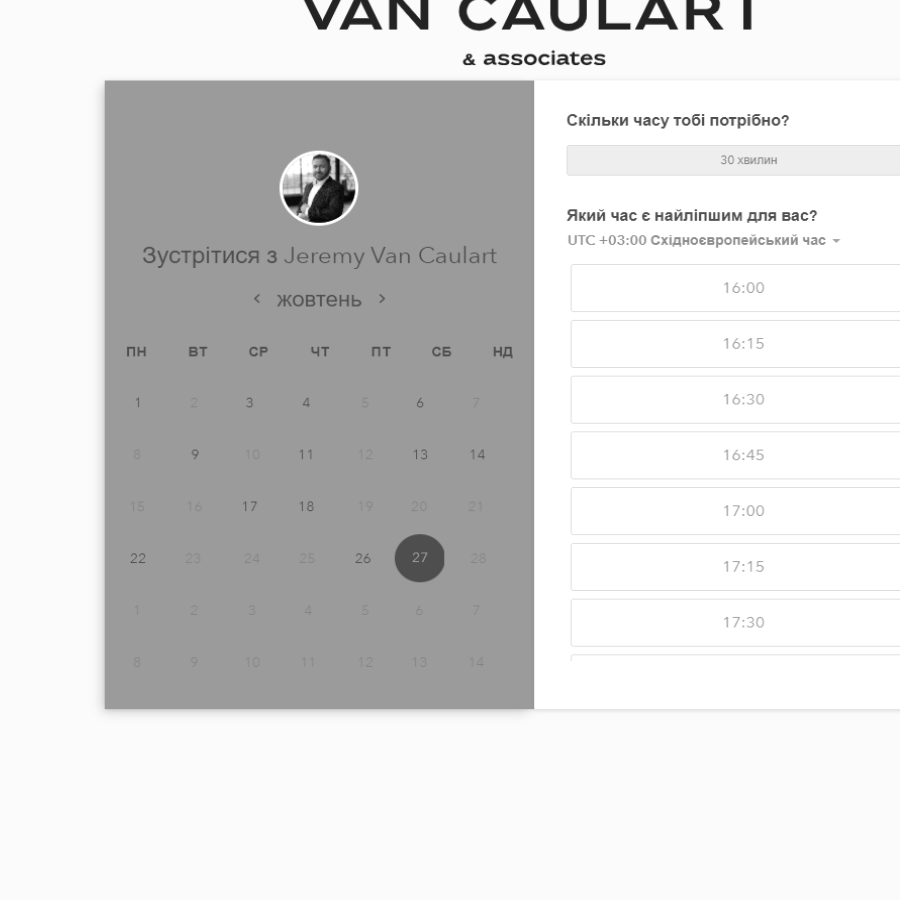 VAN CAULART
& associates
Зустрітися з Jeremy Van Caulart
жовтень
ПН ВТ СР ЧТ ПТ СБ НД
1 2 3 4 5 6 7
8 9 10 11 12 13 14
15 16 17 18 19 20 21
22 23 24 25 26 27 28
1 2 3 4 5 6 7
8 9 10 11 12 13 14
Скільки часу тобі потрібно?
30 хвилин
Який час є найліпшим для вас?
UTC +03:00 Східноєвропейський час
16:00
16:15
16:30
16:45
17:00
17:15
17:30